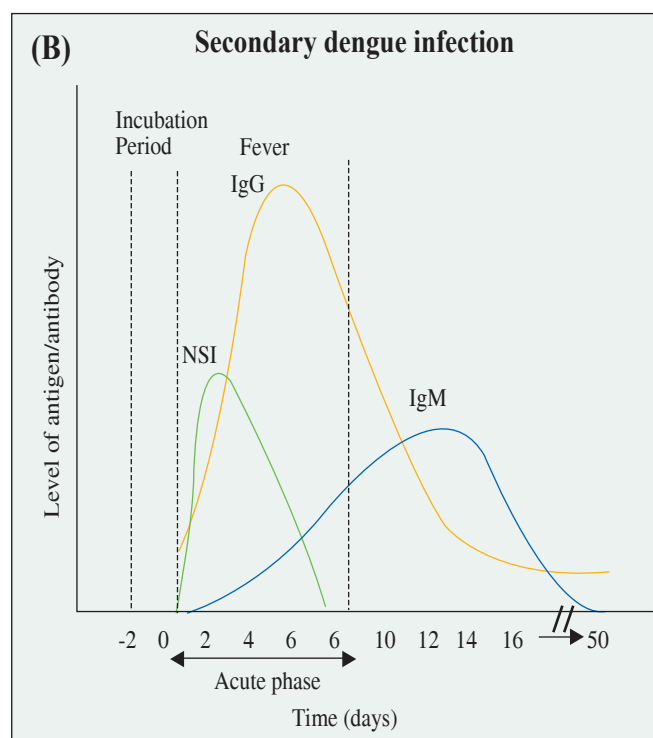 (B) Secondary dengue infection
Incubation
Period
Fever
IgG
NSI
IgM
Level of antigen/antibody
-2 0 2 4 6 6 10 12 14 16 50
Acute phase
Time (days)